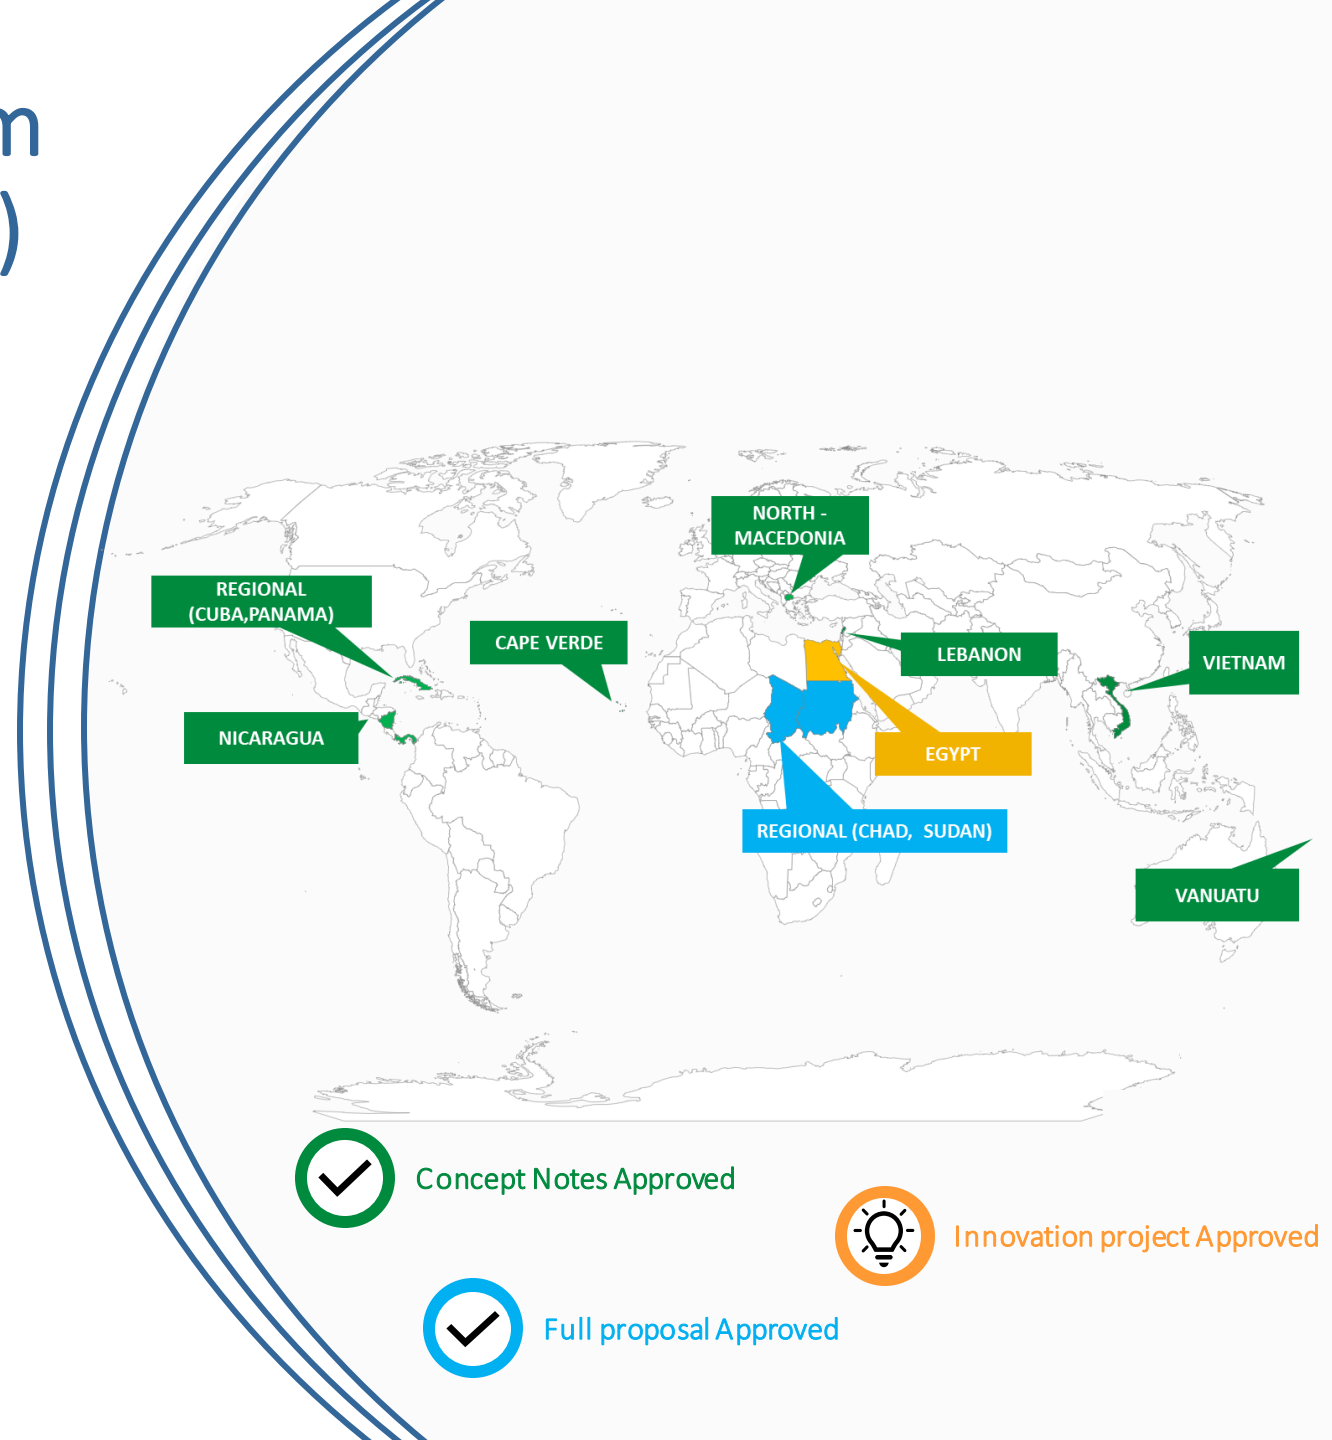 m
)
NORTH -
MACEDONIA
REGIONAL
(CUBA,PANAMA)
CAPE VERDE
LEBANON
VIETNAM
NICARAGUA
EGYPT
REGIONAL (CHAD,  SUDAN)
VANUATU
Concept Notes Approved
Innovation project Approved
Full proposal Approved